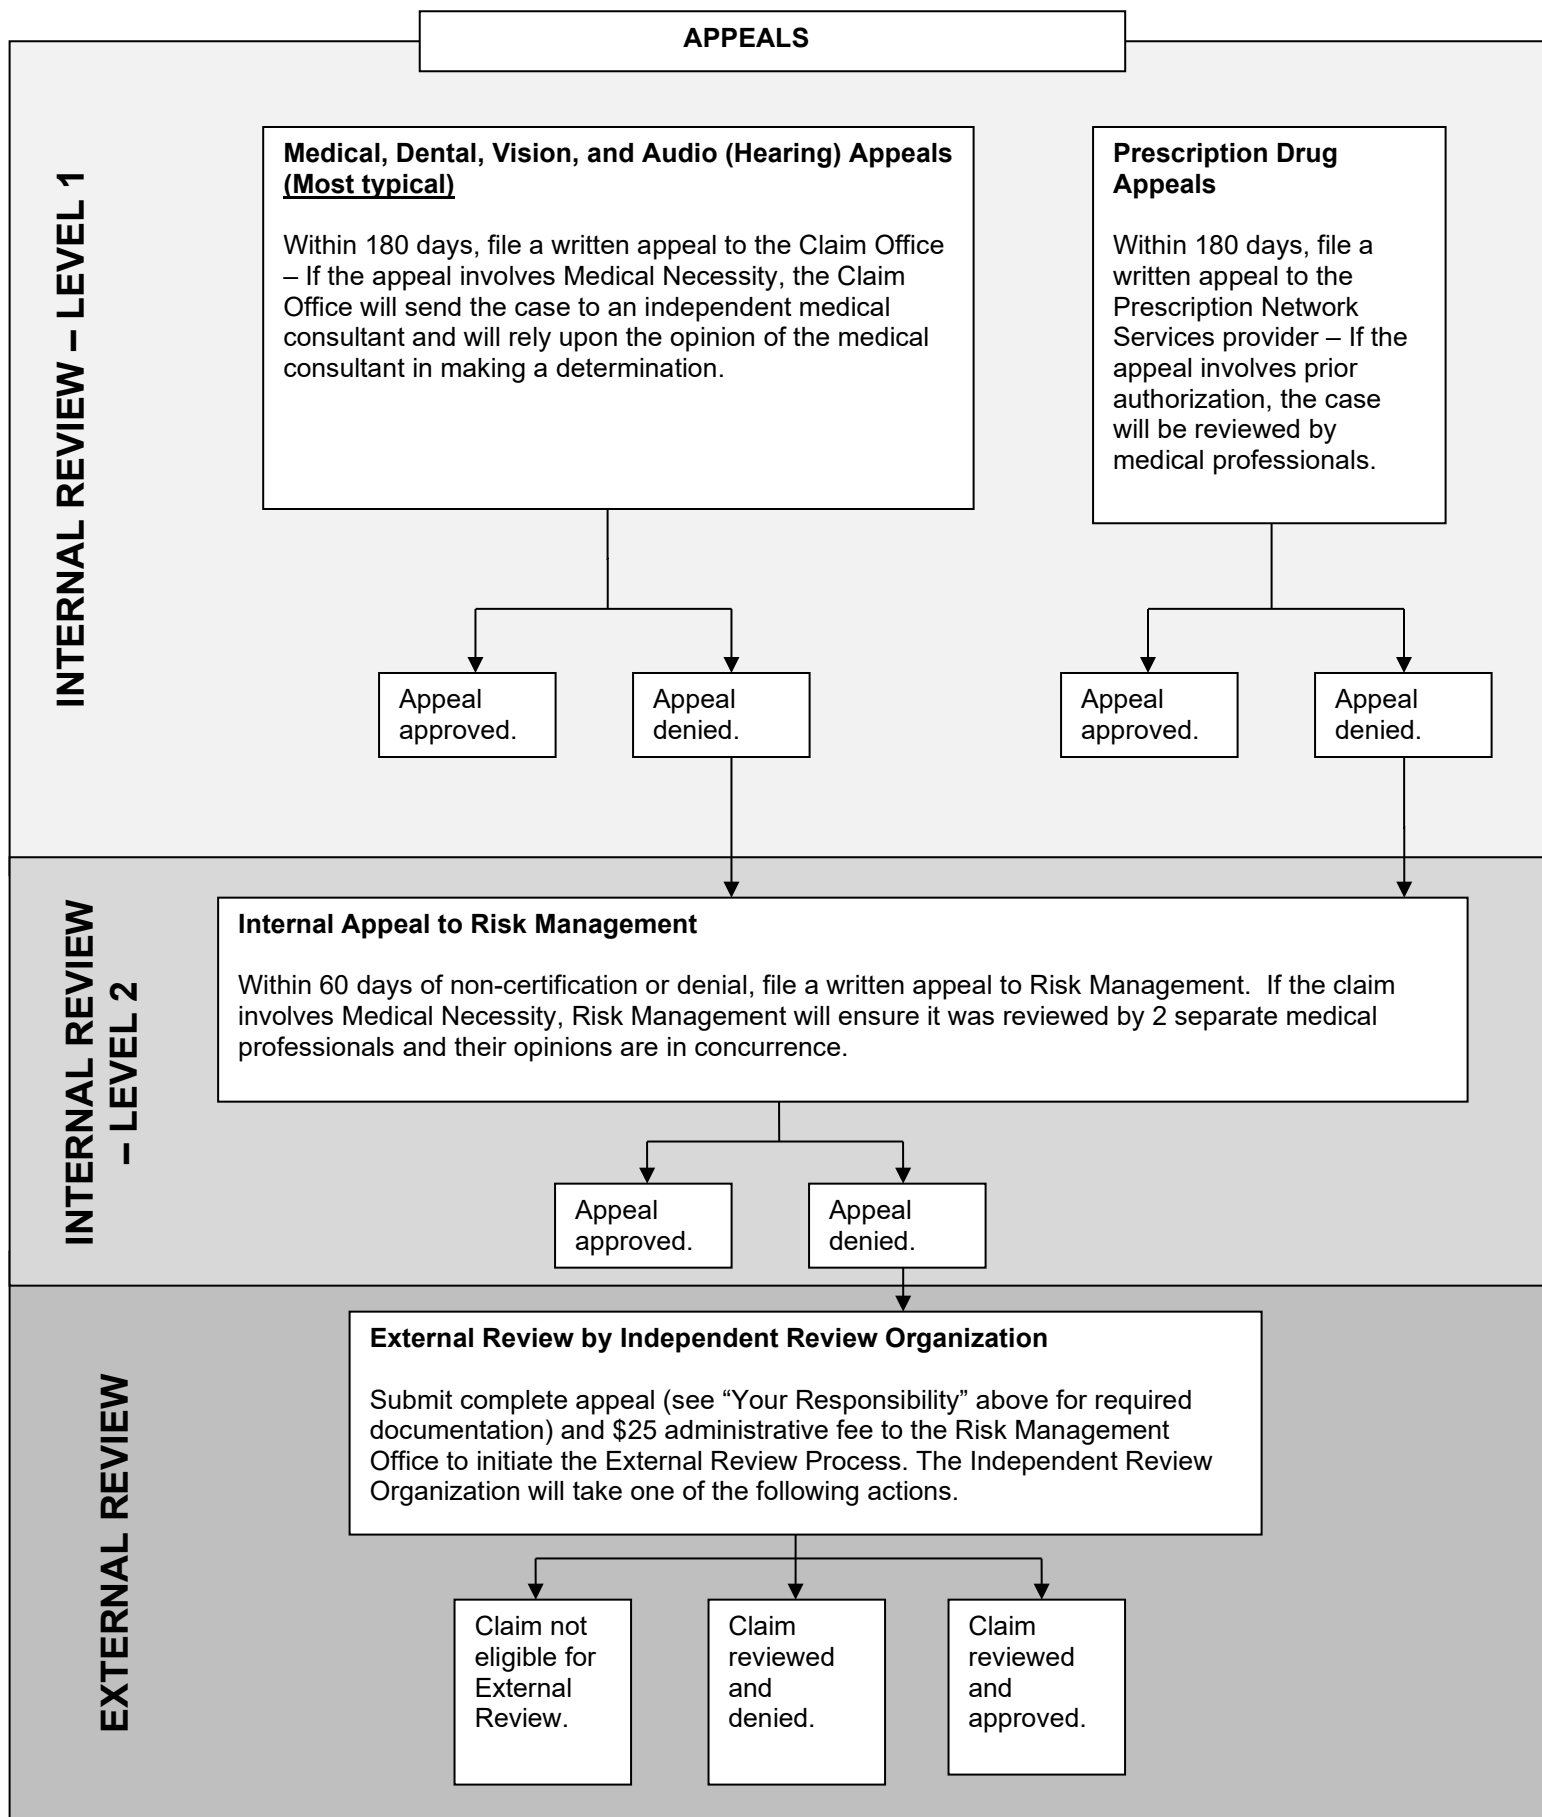 APPEALS
INTERNAL REVIEW – LEVEL 1
Medical, Dental, Vision, and Audio (Hearing) Appeals
(Most typical)
Within 180 days, file a written appeal to the Claim Office
– If the appeal involves Medical Necessity, the Claim
Office will send the case to an independent medical
consultant and will rely upon the opinion of the medical
consultant in making a determination.
Prescription Drug
Appeals
Within 180 days, file a
written appeal to the
Prescription Network
Services provider – If the
appeal involves prior
authorization, the case
will be reviewed by
medical professionals.
Appeal
approved.
Appeal
denied.
Appeal
approved.
Appeal
denied.
INTERNAL REVIEW
– LEVEL 2
Internal Appeal to Risk Management
Within 60 days of non-certification or denial, file a written appeal to Risk Management.  If the claim
involves Medical Necessity, Risk Management will ensure it was reviewed by 2 separate medical
professionals and their opinions are in concurrence.
Appeal
approved.
Appeal
denied.
EXTERNAL REVIEW
External Review by Independent Review Organization
Submit complete appeal (see “Your Responsibility” above for required
documentation) and $25 administrative fee to the Risk Management
Office to initiate the External Review Process. The Independent Review
Organization will take one of the following actions.
Claim not
eligible for
External
Review.
Claim
reviewed
and
denied.
Claim
reviewed
and
approved.